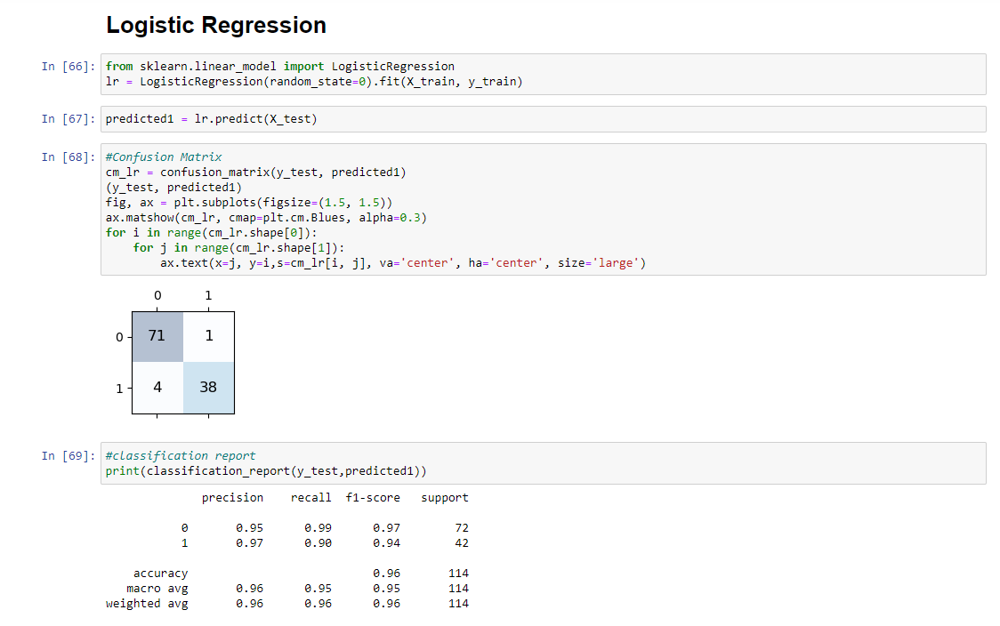 Logistic Regression
In [66]: from sklearn.linear_model import LogisticRegression
lr = LogisticRegression(random_state=0).fit(X_train, y_train)
In [67]: predicted1 = lr.predict(X_test)
In [68]: #Confusion Matrix
cm_lr = confusion_matrix(y_test, predicted1)
(y_test, predicted1)
fig, ax = plt.subplots(figsize=(1.5, 1.5))
ax.matshow(cm_lr, cmap=plt.cm.Blues, alpha=0.3)
for i in range(cm_lr.shape[0]):
    for j in range(cm_lr.shape[1]):
        ax.text(x=j, y=i,s=cm_lr[i, j], va='center', ha='center', size='large')
0 1
0 71 1
1 4 38
In [69]: #classification report
print(classification_report(y_test,predicted1))
precision recall f1-score support
0 0.95 0.99 0.97 72
1 0.97 0.90 0.94 42
accuracy 0.96 114
macro avg 0.96 0.95 0.95 114
weighted avg 0.96 0.96 0.96 114